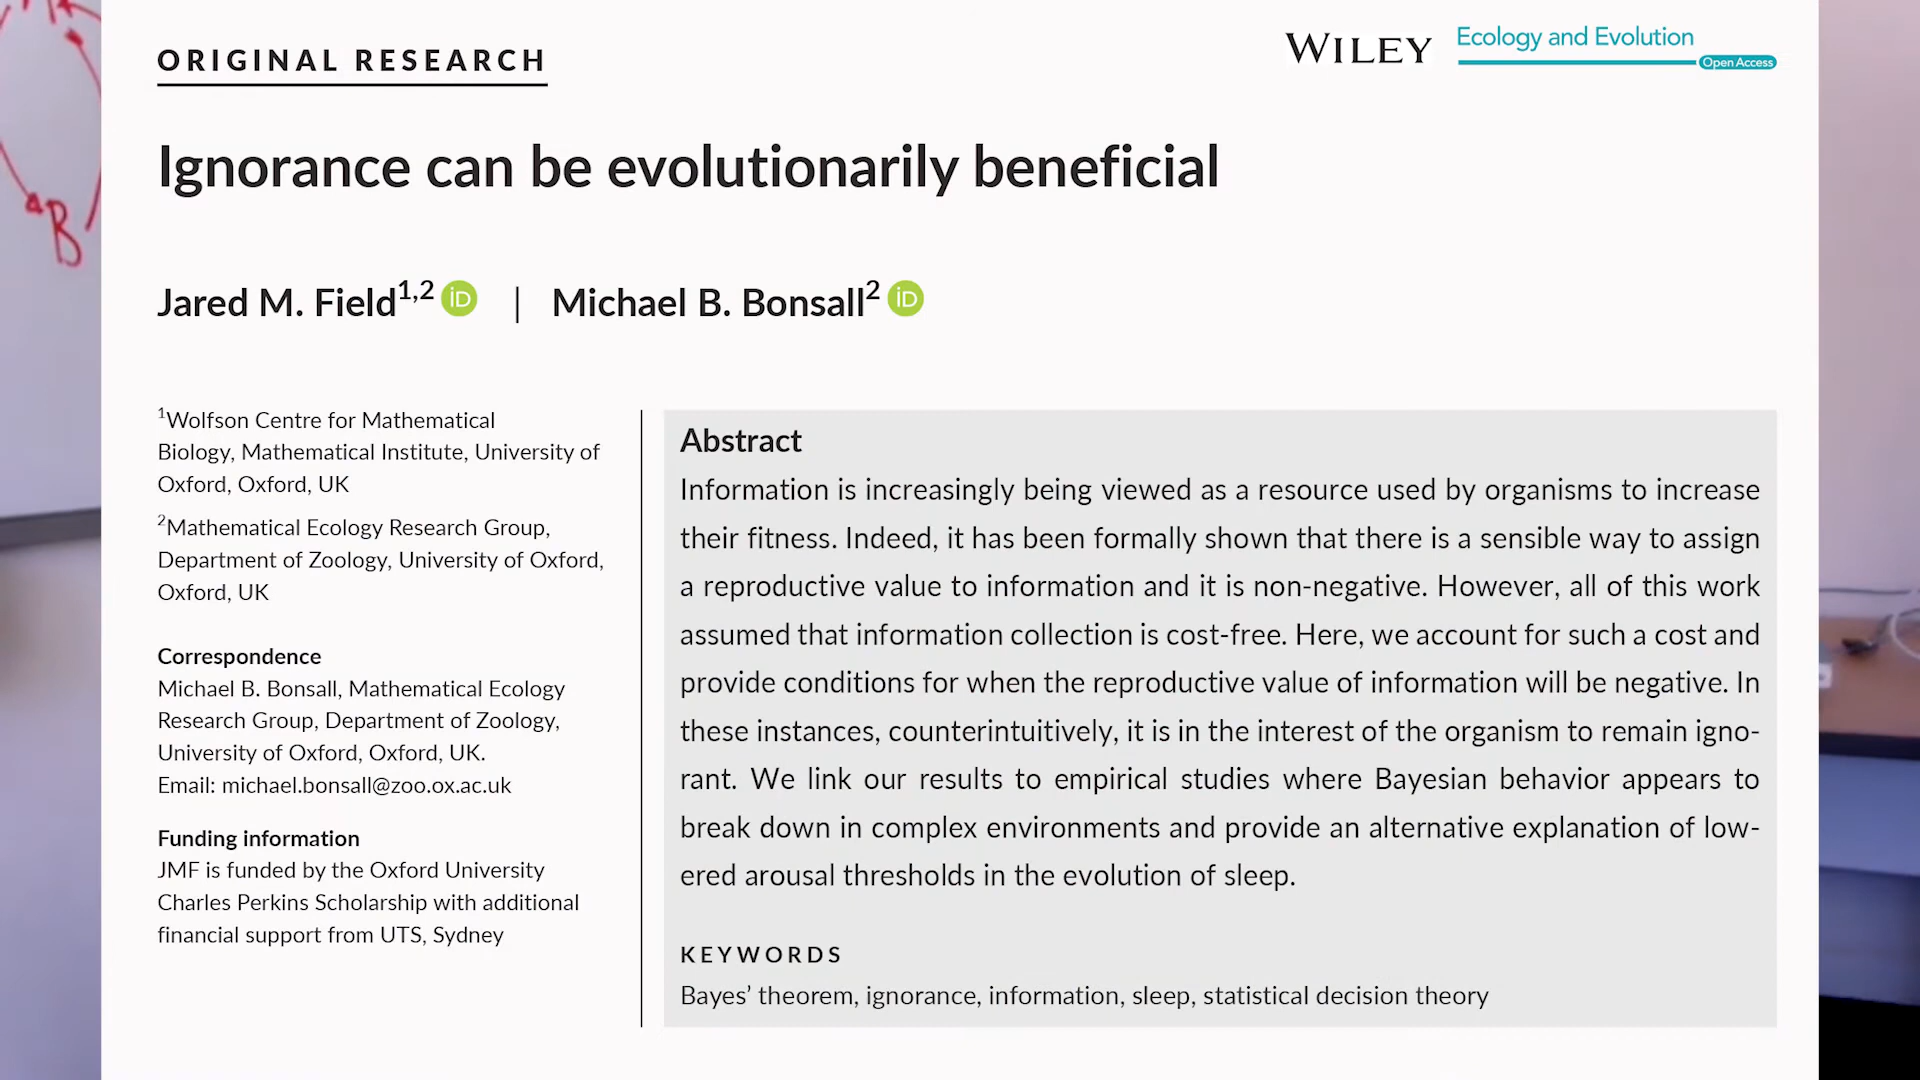 B
ORIGINAL RESEARCH
WILEY
Ecology and Evolution
Open Access
Ignorance can be evolutionarily beneficial
Jared M. Field1,2 iD | Michael B. Bonsall2 iD
1Wolfson Centre for Mathematical
Biology, Mathematical Institute, University of
Oxford, Oxford, UK
2Mathematical Ecology Research Group,
Department of Zoology, University of Oxford,
Oxford, UK
Correspondence
Michael B. Bonsall, Mathematical Ecology
Research Group, Department of Zoology,
University of Oxford, Oxford, UK.
Email: michael.bonsall@zoo.ox.ac.uk
Funding information
JMF is funded by the Oxford University
Charles Perkins Scholarship with additional
financial support from UTS, Sydney
Abstract
Information is increasingly being viewed as a resource used by organisms to increase
their fitness. Indeed, it has been formally shown that there is a sensible way to assign
a reproductive value to information and it is non-negative. However, all of this work
assumed that information collection is cost-free. Here, we account for such a cost and
provide conditions for when the reproductive value of information will be negative. In
these instances, counterintuitively, it is in the interest of the organism to remain igno-
rant. We link our results to empirical studies where Bayesian behavior appears to
break down in complex environments and provide an alternative explanation of low-
ered arousal thresholds in the evolution of sleep.
KEYWORDS
Bayes’ theorem, ignorance, information, sleep, statistical decision theory